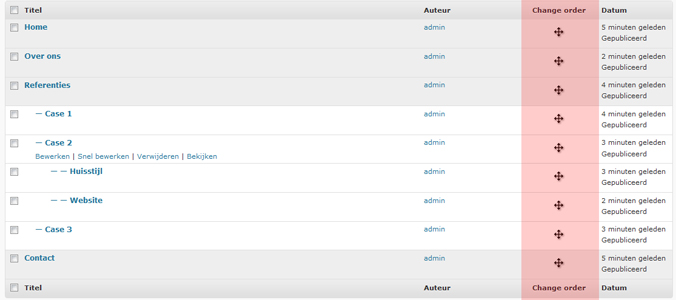 Titel Auteur Change order Datum
Home admin 5 minuten geleden
Gepubliceerd
Over ons admin 2 minuten geleden
Gepubliceerd
Referenties admin 4 minuten geleden
Gepubliceerd
— Case 1 admin 4 minuten geleden
Gepubliceerd
— Case 2 admin 3 minuten geleden
Bewerken | Snel bewerken | Verwijderen | Bekijken Gepubliceerd
— — Huisstijl admin 3 minuten geleden
Gepubliceerd
— — Website admin 2 minuten geleden
Gepubliceerd
— Case 3 admin 3 minuten geleden
Gepubliceerd
Contact admin 5 minuten geleden
Gepubliceerd
Titel Auteur Change order Datum